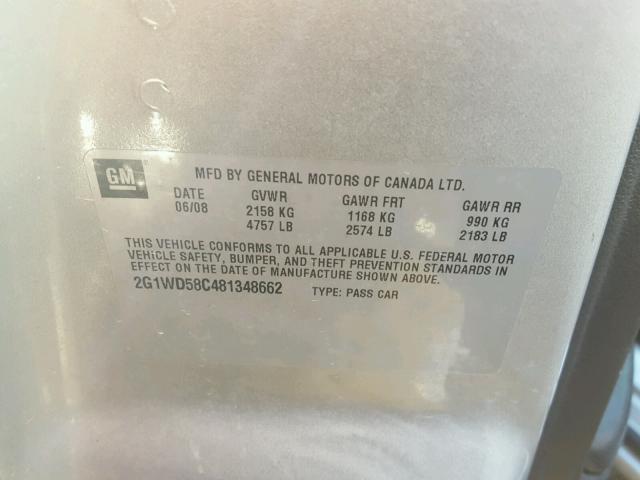 GM
MFD BY GENERAL MOTORS OF CANADA LTD.
DATE GVWR GAWR FRT GAWR RR
06/08 2158 KG 1168 KG 990 KG
4757 LB 2574 LB 2183 LB
THIS VEHICLE CONFORMS TO ALL APPLICABLE U.S. FEDERAL MOTOR
VEHICLE SAFETY, BUMPER, AND THEFT PREVENTION STANDARDS IN
EFFECT ON THE DATE OF MANUFACTURE SHOWN ABOVE.
2G1WD58C481348662 TYPE: PASS CAR